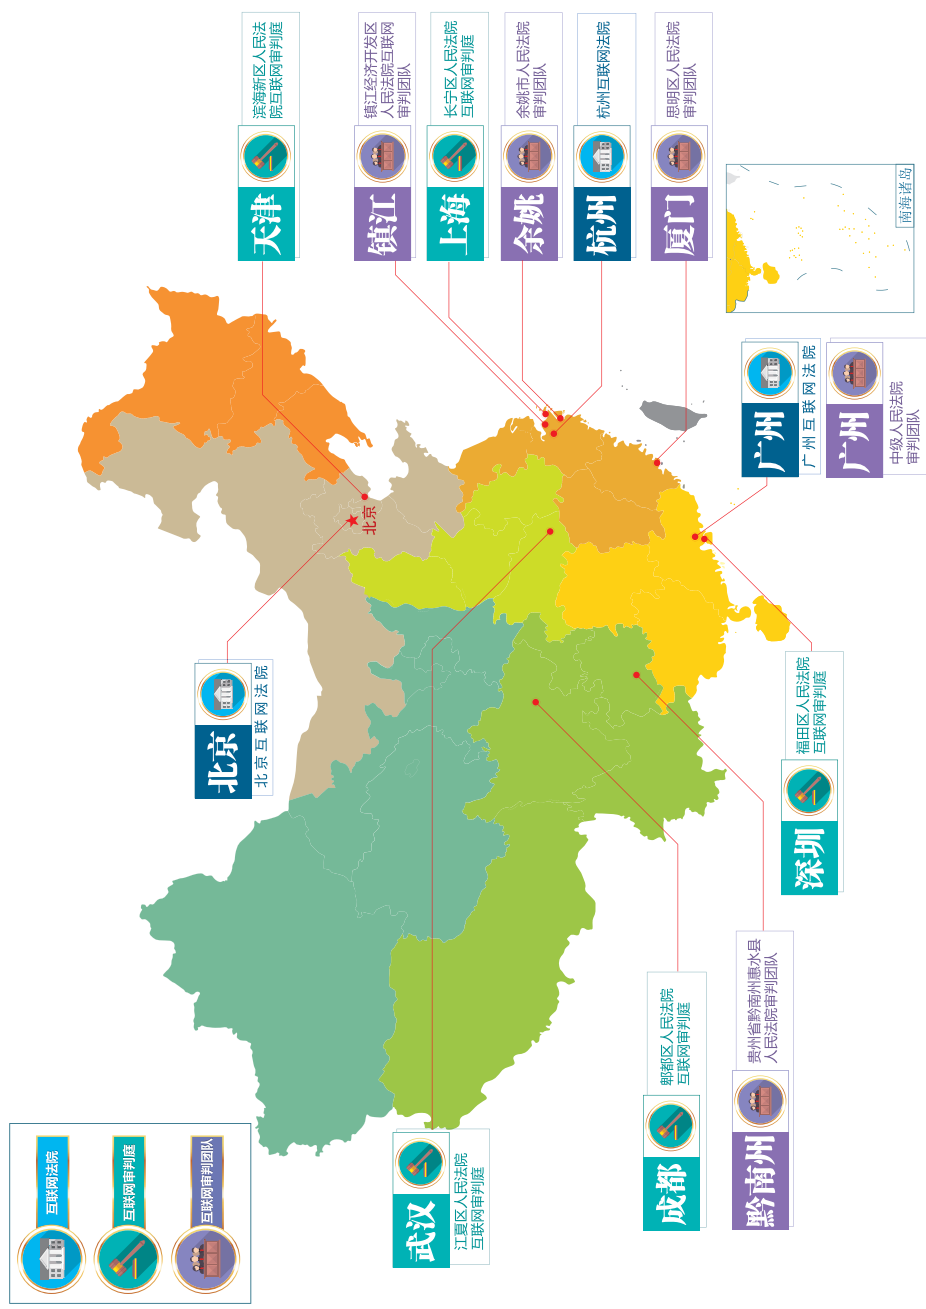 互联网法院
互联网审判庭
互联网审判团队
北京
北京互联网法院
北京
天津
滨海新区人民法
院互联网审判庭
镇江
镇江经济开发区
人民法院互联网
审判团队
上海
长宁区人民法院
互联网审判庭
余姚
余姚市人民法院
审判团队
杭州
杭州互联网法院
厦门
思明区人民法院
审判团队
南海诸岛
广州
广州互联网法院
广州
中级人民法院
审判团队
深圳
福田区人民法院
互联网审判庭
黔南州
贵州省黔南州惠水县
人民法院审判团队
成都
郫都区人民法院
互联网审判庭
武汉
江夏区人民法院
互联网审判庭